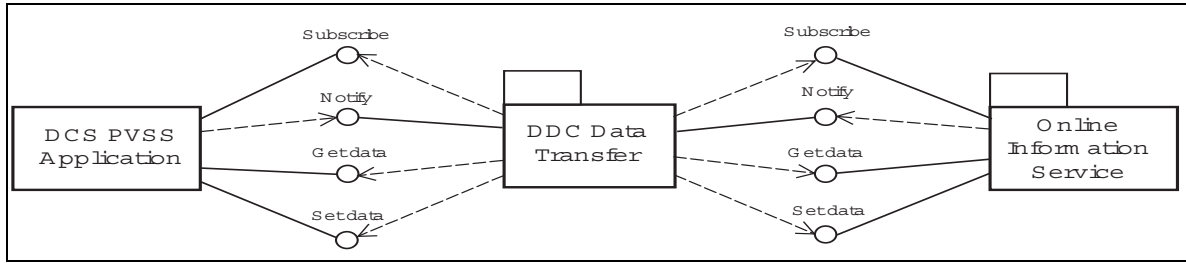 Subscribe
Subscribe
Notify
Notify
DCS PVSS
Application
DDC Data
Transfer
Online
Information
Service
Getdata
Getdata
Setdata
Setdata